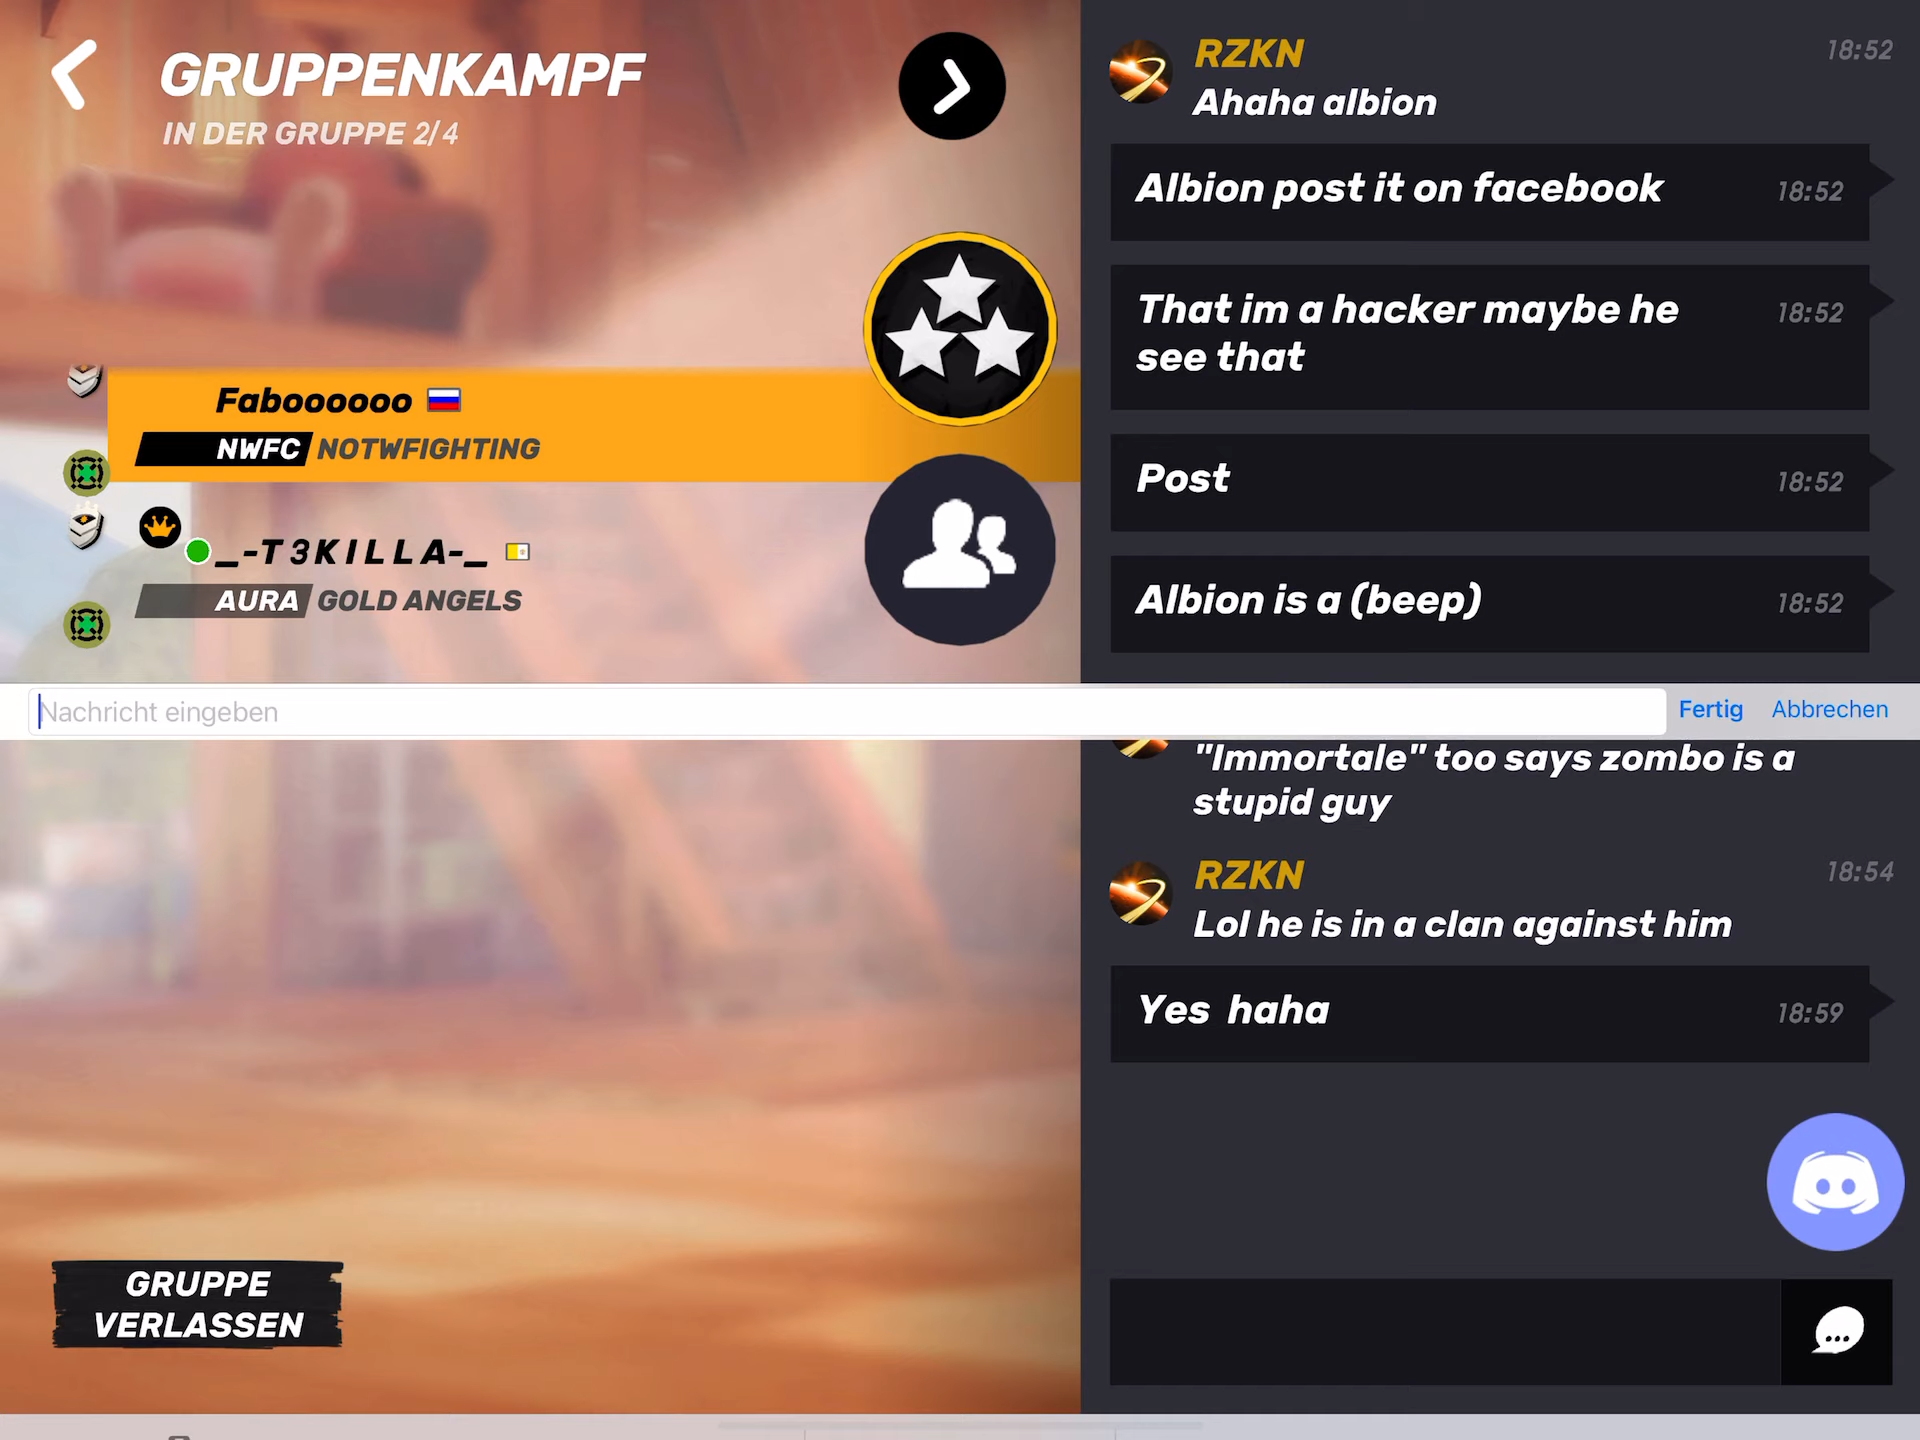 GRUPPENKAMPF
IN DER GRUPPE 2/4
Faboooooo
NWFC NOTWFIGHTING
_-T3KILLA-_
AURA GOLD ANGELS
RZKN 18:52
Ahaha albion
Albion post it on facebook 18:52
That im a hacker maybe he 18:52
see that
Post 18:52
Albion is a (beep) 18:52
Nachricht eingeben Fertig Abbrechen
"Immortale" too says zombo is a
stupid guy
RZKN 18:54
Lol he is in a clan against him
Yes haha 18:59
GRUPPE
VERLASSEN